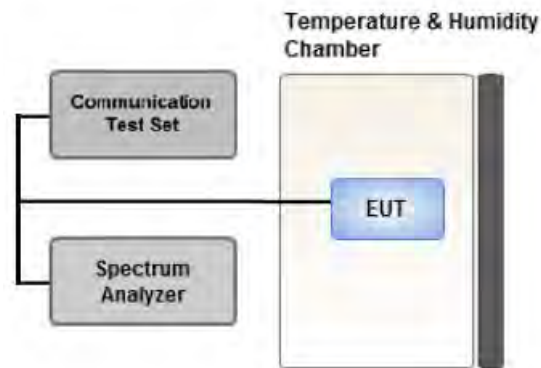 Temperature & Humidity
Chamber
Communication
Test Set
EUT
Spectrum
Analyzer